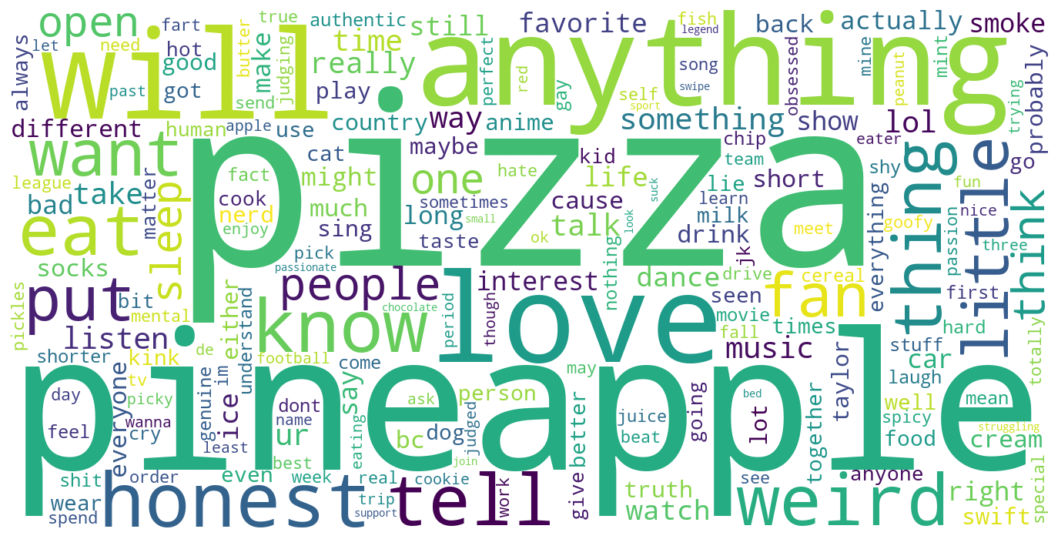 open
fart
true
authentic
still
favorite
fish
legend
back
actually
smoke
always
let
need
hot
good
butter
make
time
really
play
will
anything
perfect
red
song
swipe
obsessed
mine
peanut
mint
got
past
send
judging
gay
self
sport
probably
trying
different
human
apple
use
country
way
anime
something
show
lol
eater
go
want
pizza
maybe
kid
chip
team
shy
thing
little
league
take
bad
matter
sleep
fact
cat
might
one
hate
life
suck
lie
short
fun
cook
nerd
enjoy
much
sing
long
sometimes
small
cause
talk
look
learn
milk
drink
meet
everything
goofy
nice
think
eat
taste
ok
jk
passion
three
socks
pick
passionate
people
interest
nothing
dance
drive
fan
cereal
first
put
bit
mental
know
chocolate
love
period
though
seen
movie
fall
times
stuff
hard
totally
pickles
listen
de
either
understand
music
car
laugh
shorter
kink
im
football
come
may
taylor
well
mean
tv
say
person
spicy
day
picky
genuine
ice
ur
dont
name
pineapple
ask
bc
dog
judged
going
juice
beat
bed
lot
together
food
cream
struggling
feel
everyone
wanna
cry
least
best
eating
join
cookie
better
see
anyone
shit
order
even
week
real
trip
support
give
truth
watch
weird
right
swift
special
wear
spend
honest
tell
work